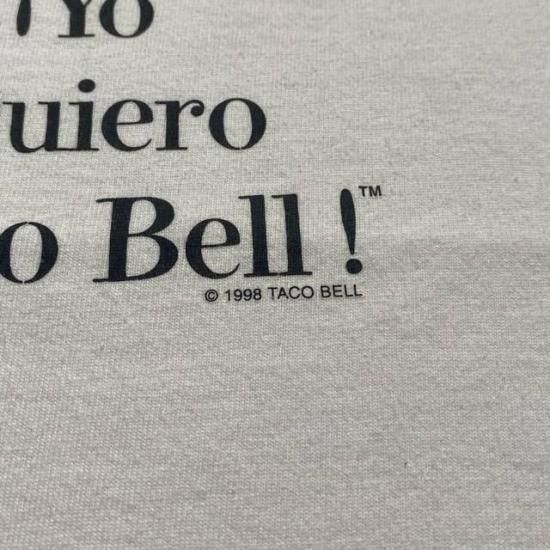 ¡Yo
uiero
o Bell!™
© 1998 TACO BELL